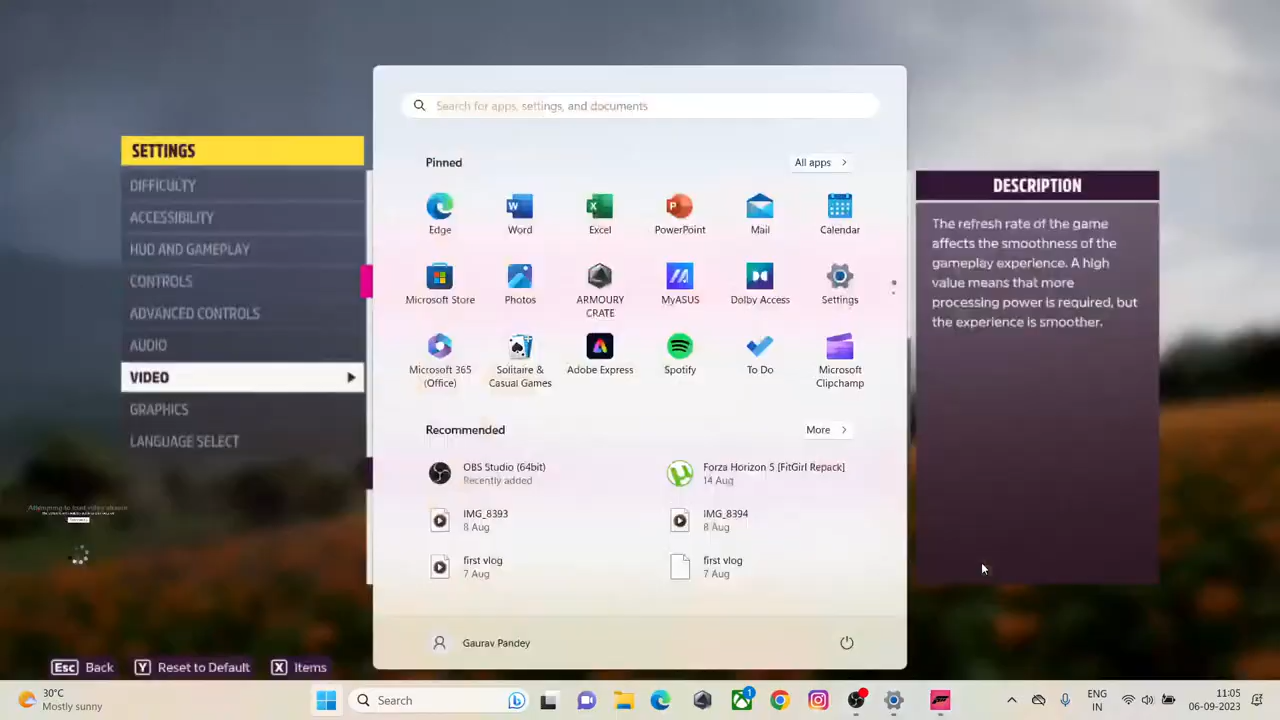 Search for apps, settings, and documents
Pinned
All apps
Edge
Word
Excel
PowerPoint
Mail
Calendar
Microsoft Store
Photos
ARMOURY
CRATE
MyASUS
Dolby Access
Settings
Microsoft 365
(Office)
Solitaire &
Casual Games
Adobe Express
Spotify
To Do
Microsoft
Clipchamp
Recommended
More
OBS Studio (64bit)
Recently added
Forza Horizon 5 [FitGirl Repack]
14 Aug
IMG_8393
8 Aug
IMG_8394
8 Aug
first vlog
7 Aug
first vlog
7 Aug
Gaurav Pandey
SETTINGS
DIFFICULTY
ACCESSIBILITY
HUD AND GAMEPLAY
CONTROLS
ADVANCED CONTROLS
AUDIO
VIDEO
GRAPHICS
LANGUAGE SELECT
DESCRIPTION
The refresh rate of the game
affects the smoothness of the
gameplay experience. A high
value means that more
processing power is required, but
the experience is smoother.
Esc Back Y Reset to Default X Items
30°C
Mostly sunny
Search
1
ENG
IN
11:05
06-09-2023